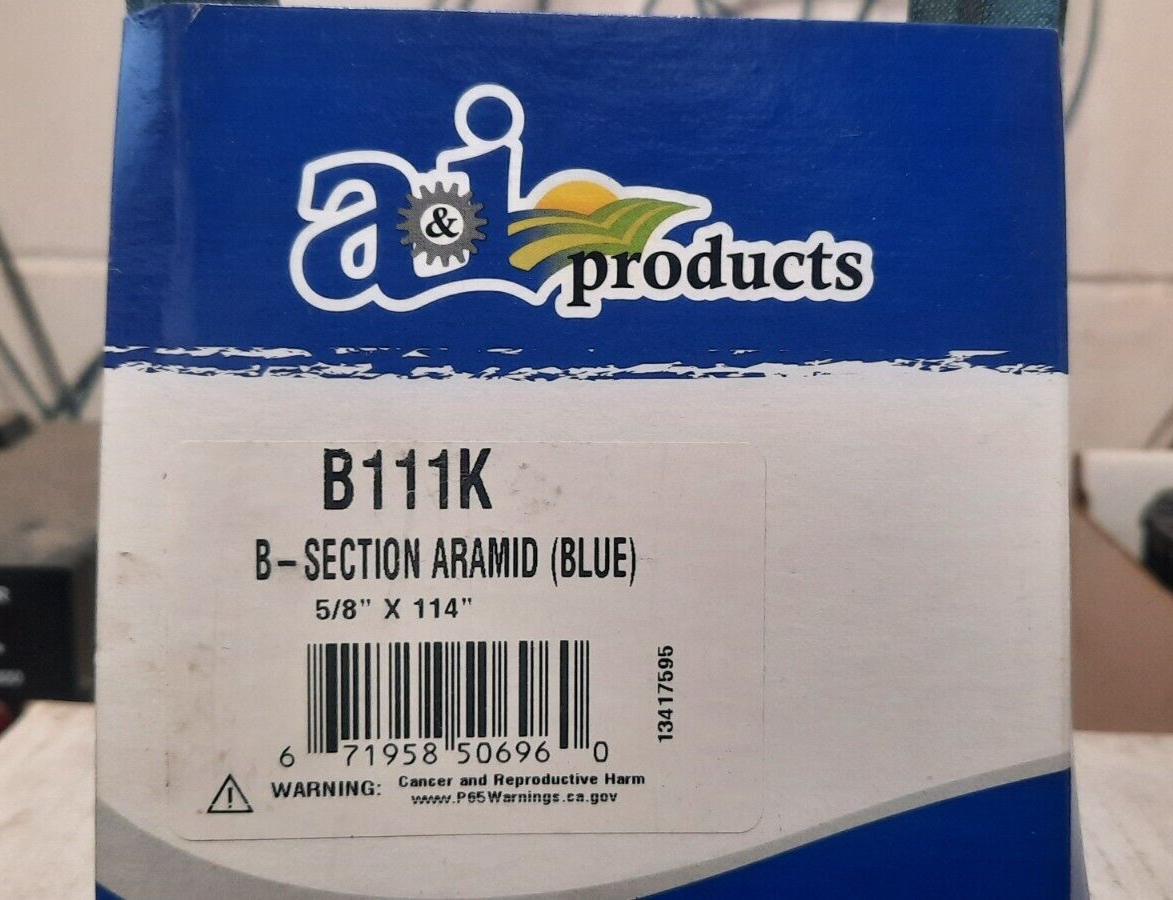 a&i
products
B111K
B-SECTION ARAMID (BLUE)
5/8" X 114"
13417595
6 71958 50696 0
WARNING: Cancer and Reproductive Harm
www.P65Warnings.ca.gov